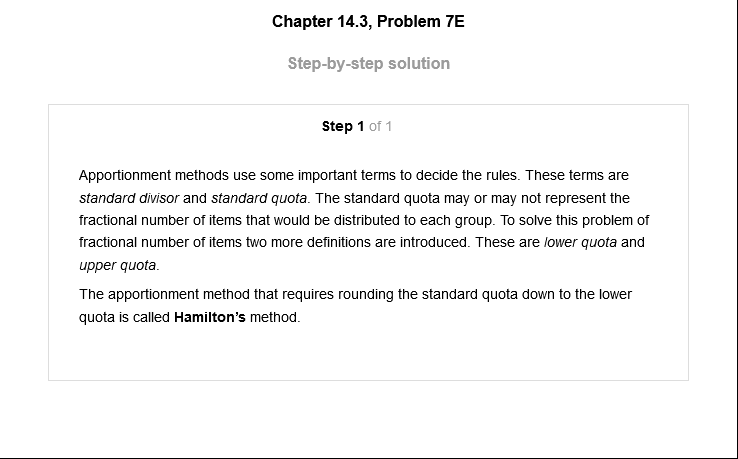 Chapter 14.3, Problem 7E
Step-by-step solution
Step 1 of 1
Apportionment methods use some important terms to decide the rules. These terms are
standard divisor and standard quota. The standard quota may or may not represent the
fractional number of items that would be distributed to each group. To solve this problem of
fractional number of items two more definitions are introduced. These are lower quota and
upper quota.
The apportionment method that requires rounding the standard quota down to the lower
quota is called Hamilton’s method.